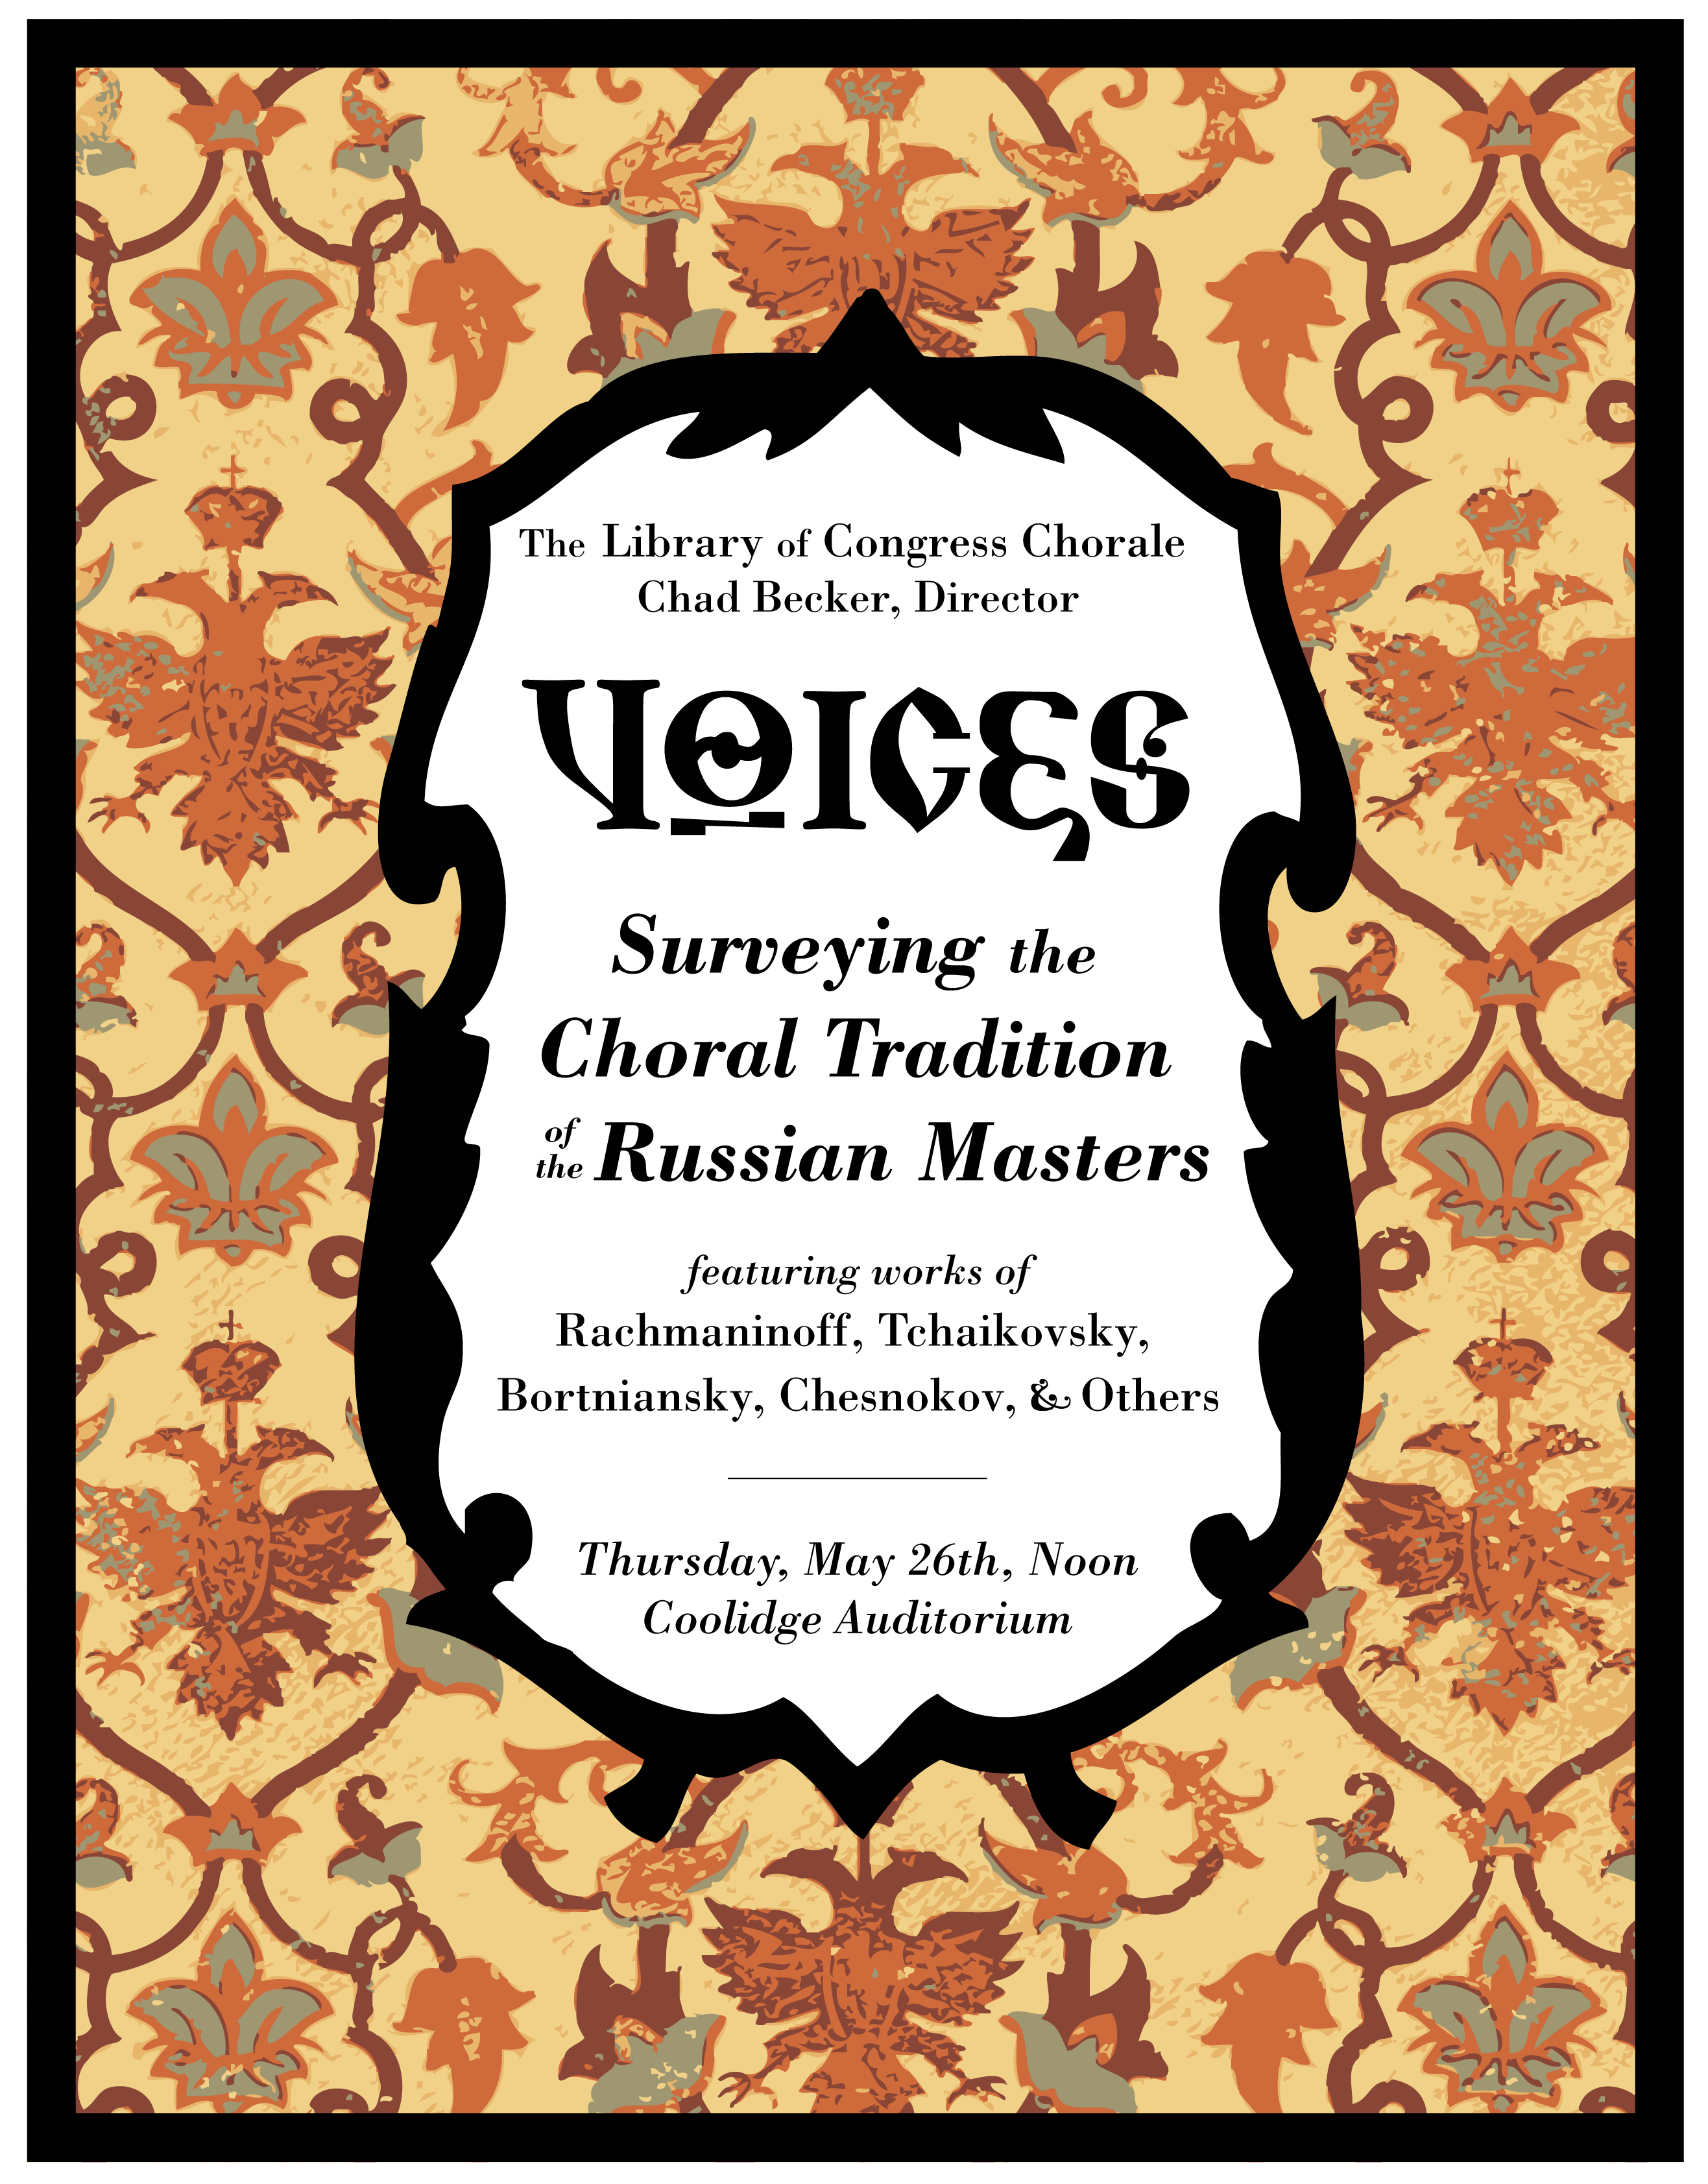 The Library of Congress Chorale
Chad Becker, Director
VOICES
Surveying the
Choral Tradition
of the Russian Masters
featuring works of
Rachmaninoff, Tchaikovsky,
Bortniansky, Chesnokov, & Others
Thursday, May 26th, Noon
Coolidge Auditorium